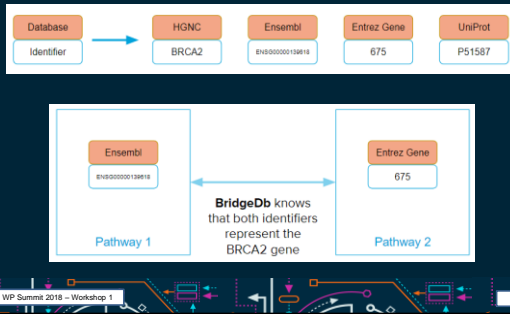 Database
HGNC
Ensembl
Entrez Gene
UniProt
Identifier
BRCA2
ENSG00000139618
675
P51587
Ensembl
ENSG00000139618
Entrez Gene
675
BridgeDb knows
that both identifiers
represent the
BRCA2 gene
Pathway 1
Pathway 2
WP Summit 2018 – Workshop 1